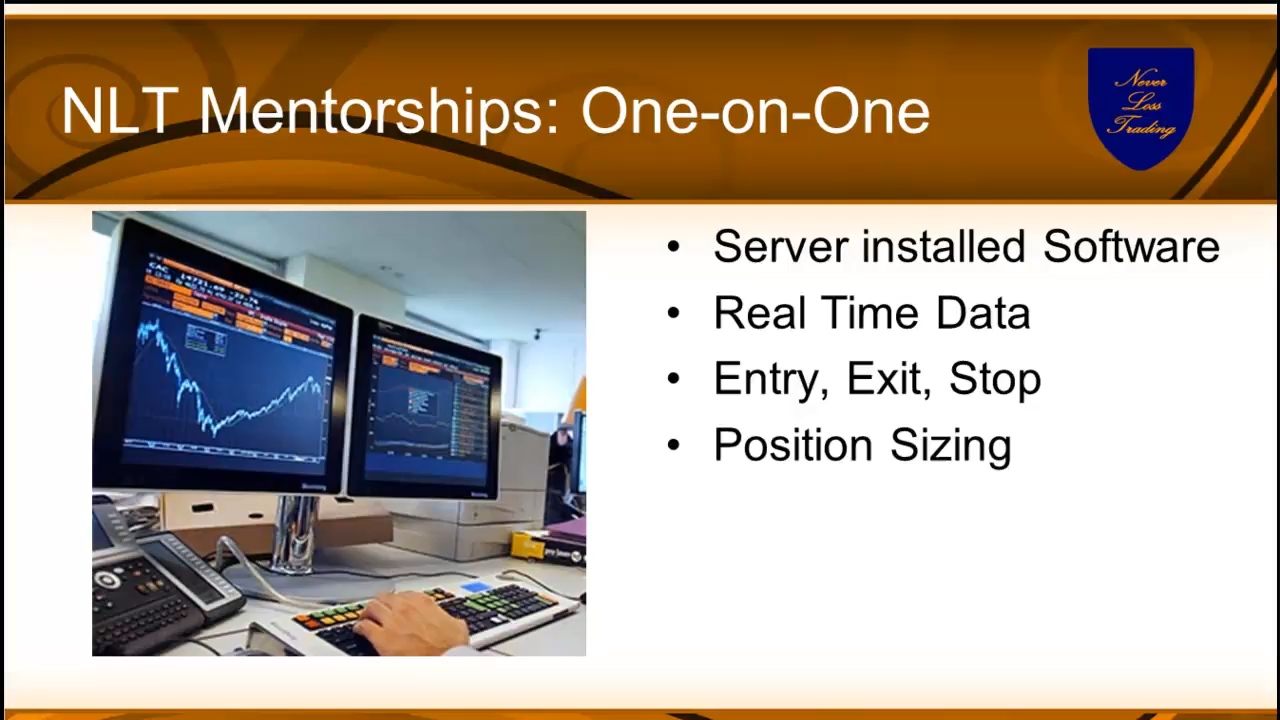 NLT Mentorships: One-on-One
Never
Loss
Trading
• Server installed Software
• Real Time Data
• Entry, Exit, Stop
• Position Sizing
CAC